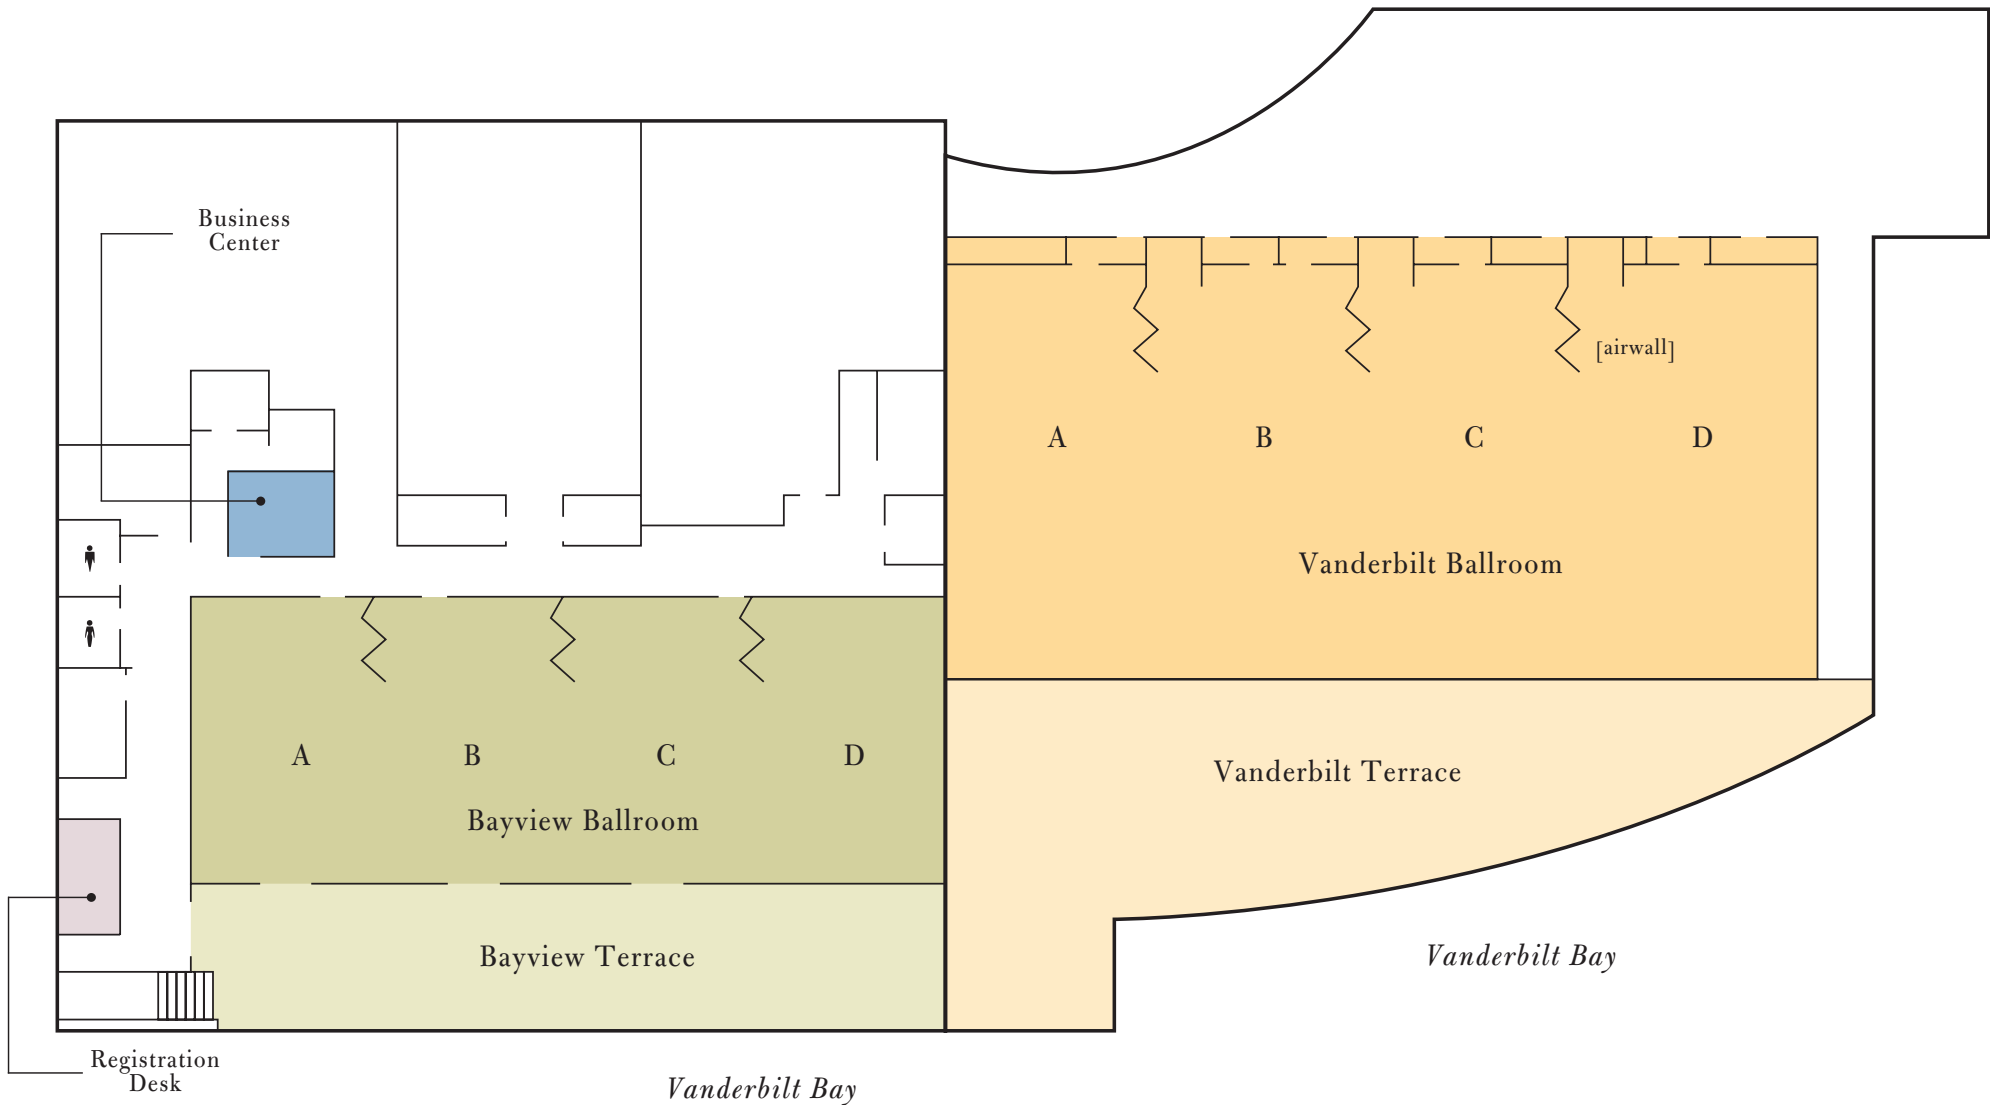 Business
Center
[airwall]
A
B
C
D
Vanderbilt Ballroom
A
B
C
D
Vanderbilt Terrace
Bayview Ballroom
Bayview Terrace
Vanderbilt Bay
Registration
Desk
Vanderbilt Bay